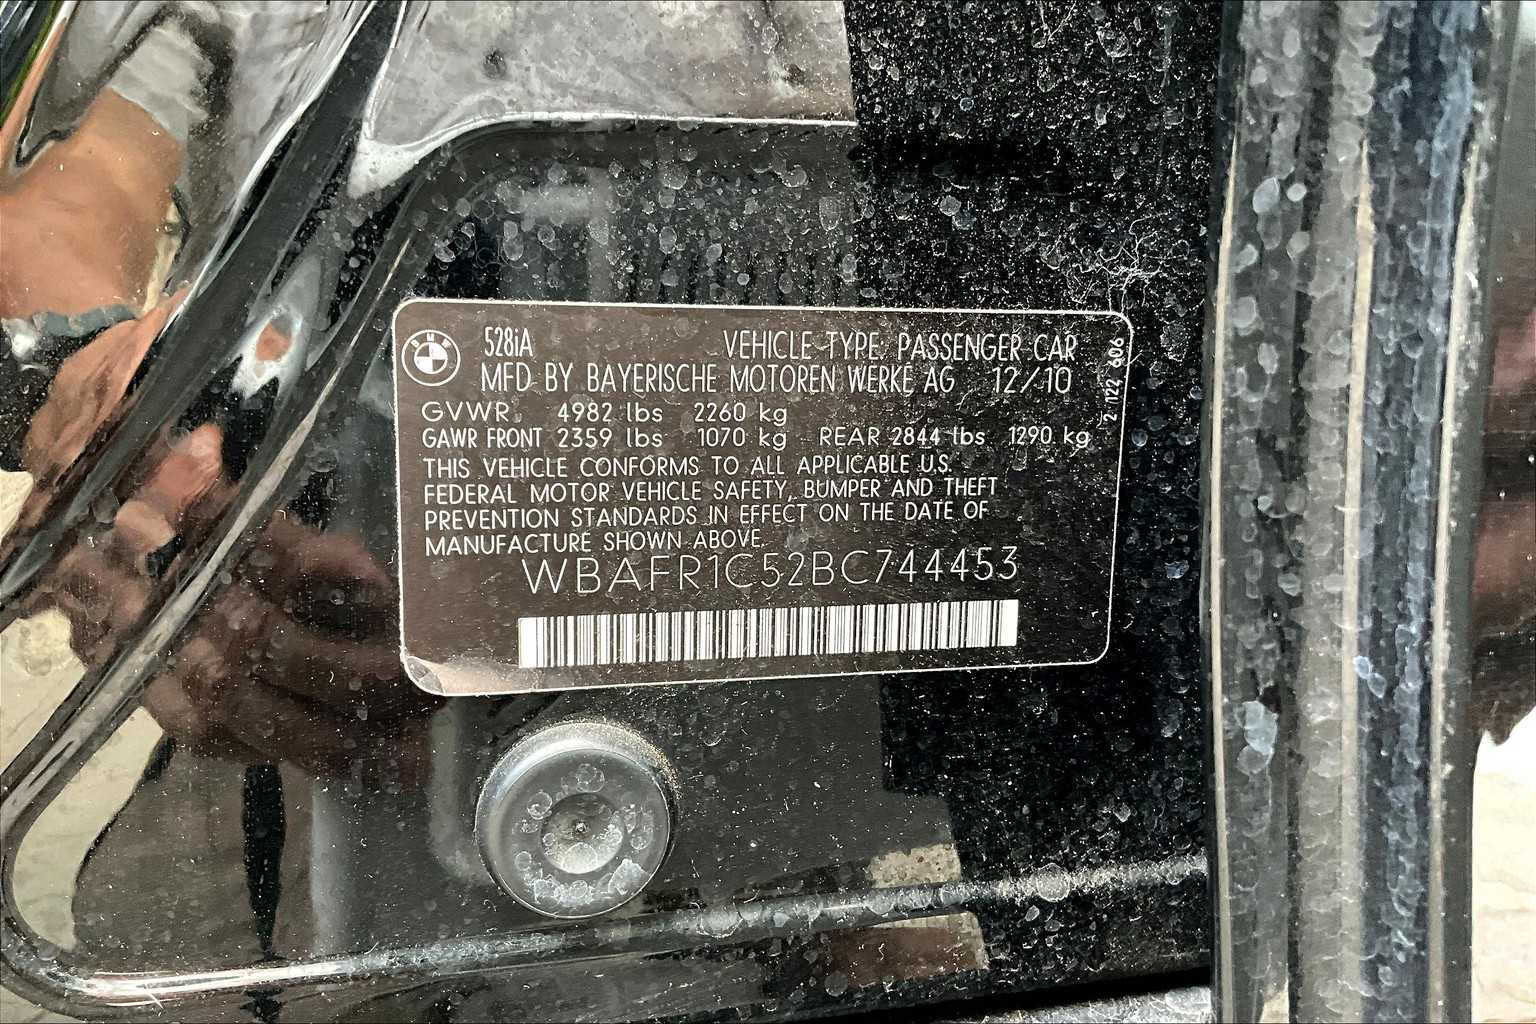 BMW
528iA VEHICLE TYPE: PASSENGER CAR
MFD BY BAYERISCHE MOTOREN WERKE AG 12/10
GVWR 4982 lbs 2260 kg
GAWR FRONT 2359 lbs 1070 kg REAR 2844 lbs 1290 kg
THIS VEHICLE CONFORMS TO ALL APPLICABLE U.S.
FEDERAL MOTOR VEHICLE SAFETY, BUMPER AND THEFT
PREVENTION STANDARDS IN EFFECT ON THE DATE OF
MANUFACTURE SHOWN ABOVE.
WBAFR1C52BC744453
2 122 606